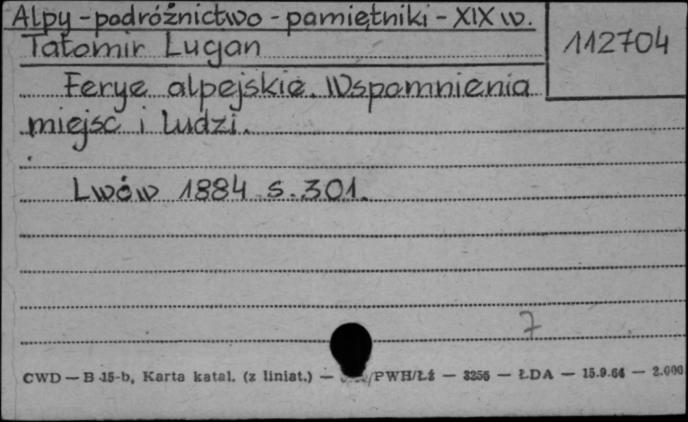 Alpy - podróżnictwo - pamiętniki - XIX w.
112704
Tatomir Lucjan
Ferye alpejskie. Wspomnienia
miejsc i ludzi.
Lwów 1884 s. 301.
7
CWD — B 15-b, Karta katal. (z liniat.) — /PWH/Łź — 3256 — ŁDA — 15.9.64 — 2.000